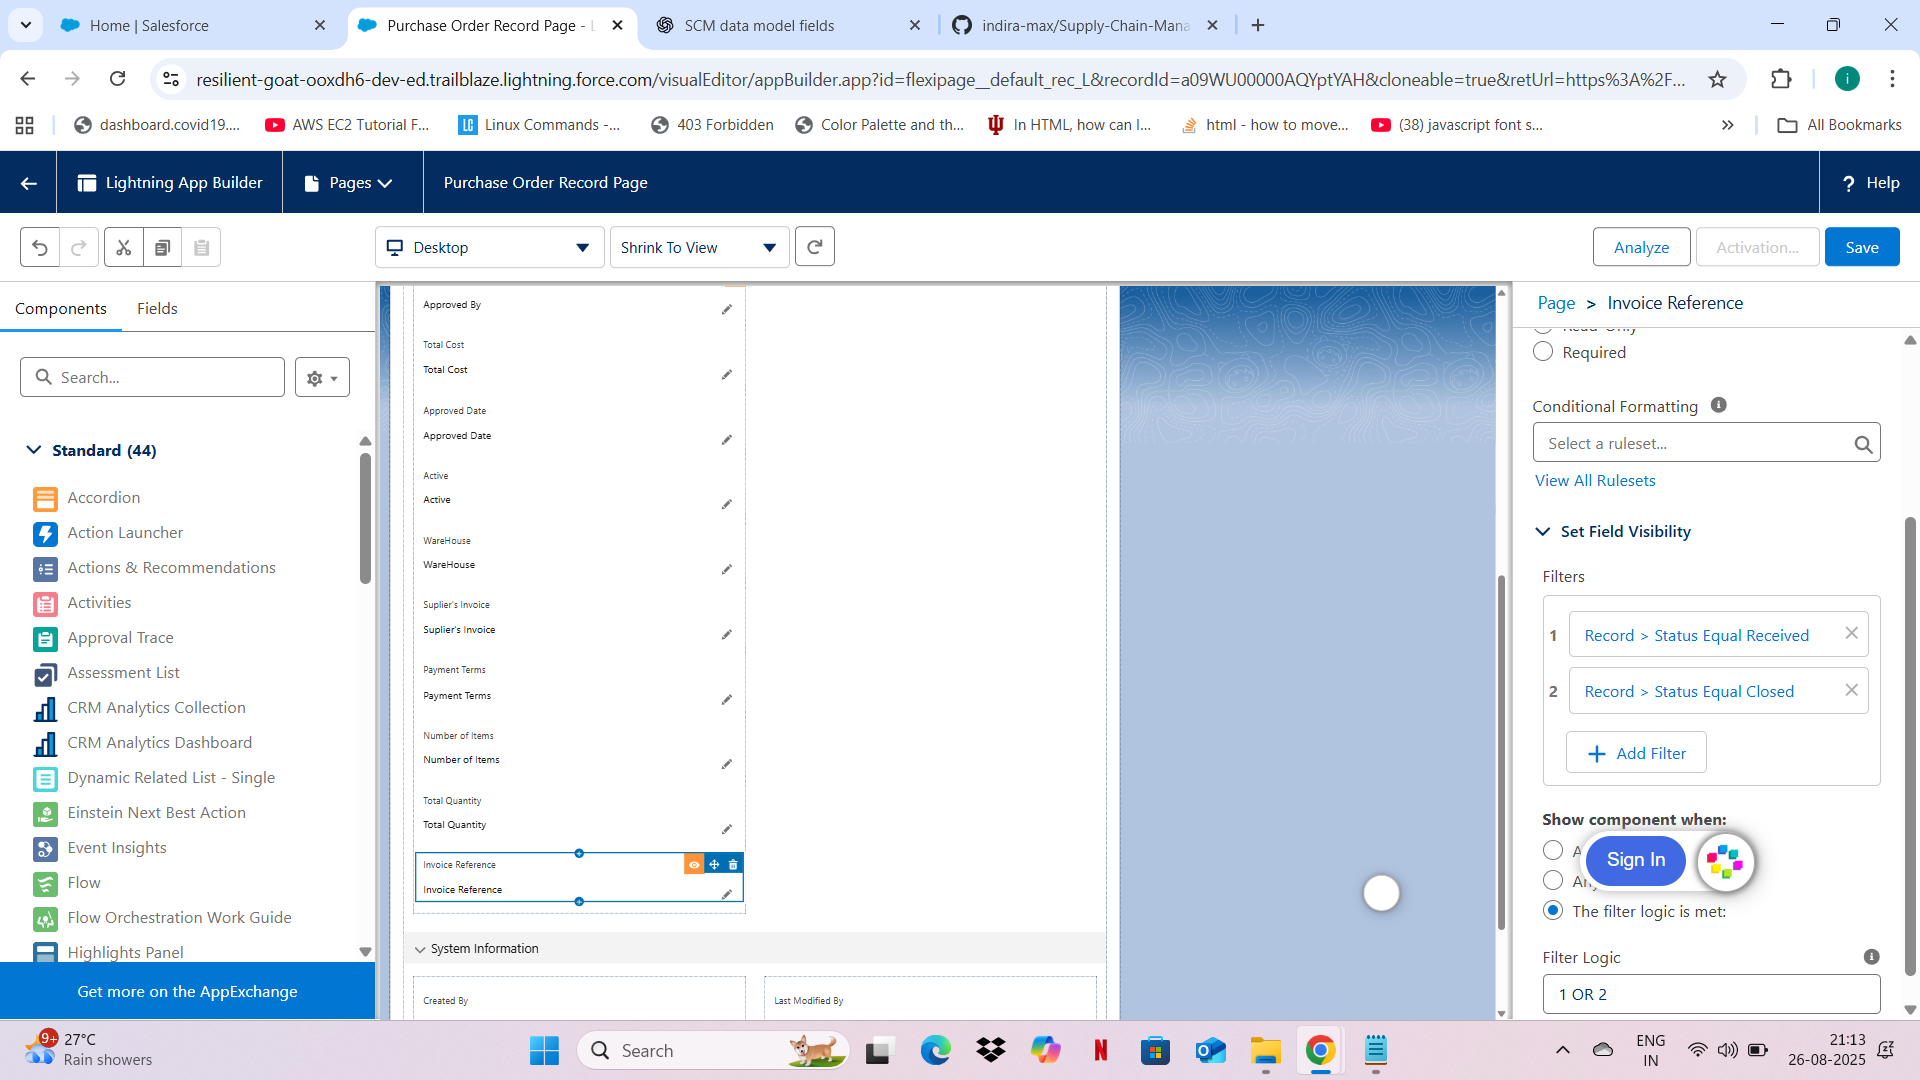 Home | Salesforce
Purchase Order Record Page - L
SCM data model fields
indira-max/Supply-Chain-Mana
resilient-goat-ooxdh6-dev-ed.trailblaze.lightning.force.com/visualEditor/appBuilder.app?id=flexipage__default_rec_L&recordId=a09WU00000AQYptYAH&cloneable=true&retUrl=https%3A%2F...
i
dashboard.covid19....
AWS EC2 Tutorial F...
LC Linux Commands -...
403 Forbidden
Color Palette and th...
In HTML, how can I...
html - how to move...
(38) javascript font s...
All Bookmarks
Lightning App Builder
Pages
Purchase Order Record Page
? Help
Desktop
Shrink To View
Analyze
Activation...
Save
Components
Fields
Search...
Standard (44)
Accordion
Action Launcher
Actions & Recommendations
Activities
Approval Trace
Assessment List
CRM Analytics Collection
CRM Analytics Dashboard
Dynamic Related List - Single
Einstein Next Best Action
Event Insights
Flow
Flow Orchestration Work Guide
Highlights Panel
Get more on the AppExchange
Approved By
Total Cost
Total Cost
Approved Date
Approved Date
Active
Active
WareHouse
WareHouse
Suplier's Invoice
Suplier's Invoice
Payment Terms
Payment Terms
Number of Items
Number of Items
Total Quantity
Total Quantity
Invoice Reference
Invoice Reference
System Information
Created By
Last Modified By
Page > Invoice Reference
Read-Only
Required
Conditional Formatting
Select a ruleset...
View All Rulesets
Set Field Visibility
Filters
1 Record > Status Equal Received
2 Record > Status Equal Closed
Add Filter
Show component when:
Sign In
The filter logic is met:
Filter Logic
1 OR 2
9+
27°C
Rain showers
Search
N
ENG
IN
21:13
26-08-2025